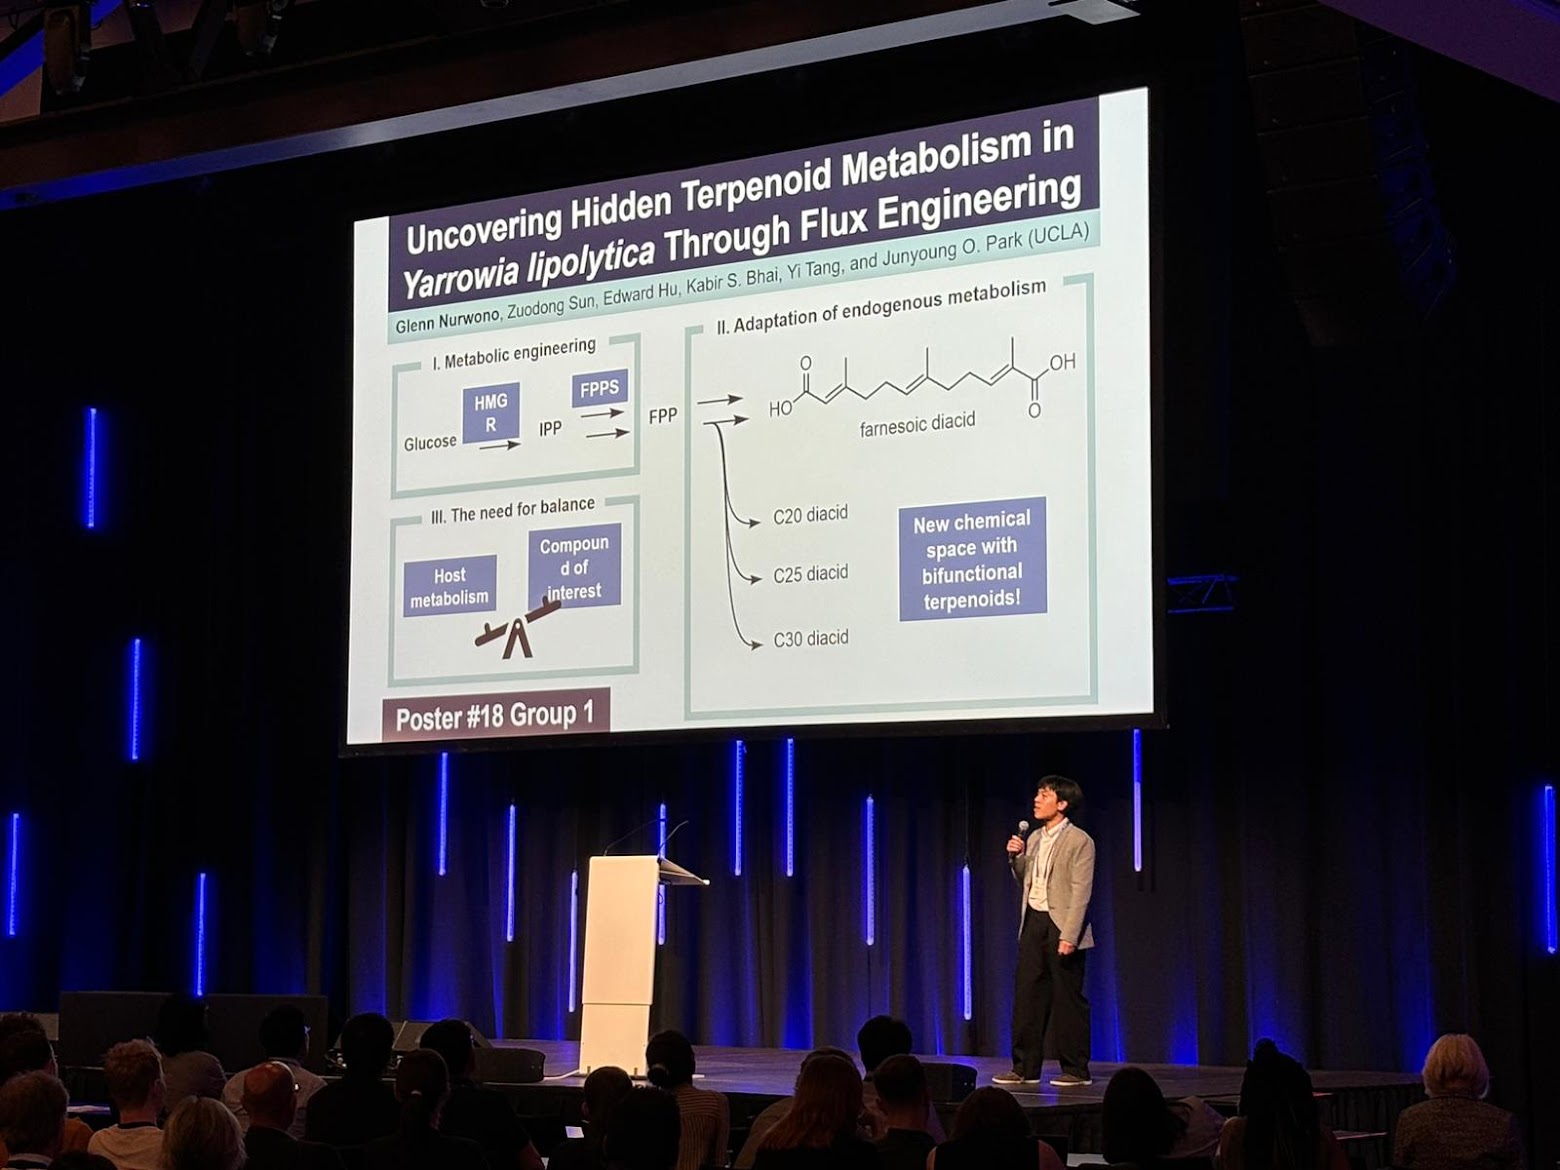 Uncovering Hidden Terpenoid Metabolism in
Yarrowia lipolytica Through Flux Engineering
Glenn Nurwono, Zuodong Sun, Edward Hu, Kabir S. Bhai, Yi Tang, and Junyoung O. Park (UCLA)
I. Metabolic engineering
Glucose
HMG
R
IPP
FPPS
FPP
II. Adaptation of endogenous metabolism
O
HO
OH
O
farnesoic diacid
C20 diacid
C25 diacid
C30 diacid
New chemical
space with
bifunctional
terpenoids!
III. The need for balance
Host
metabolism
Compoun
d of
interest
Poster #18 Group 1